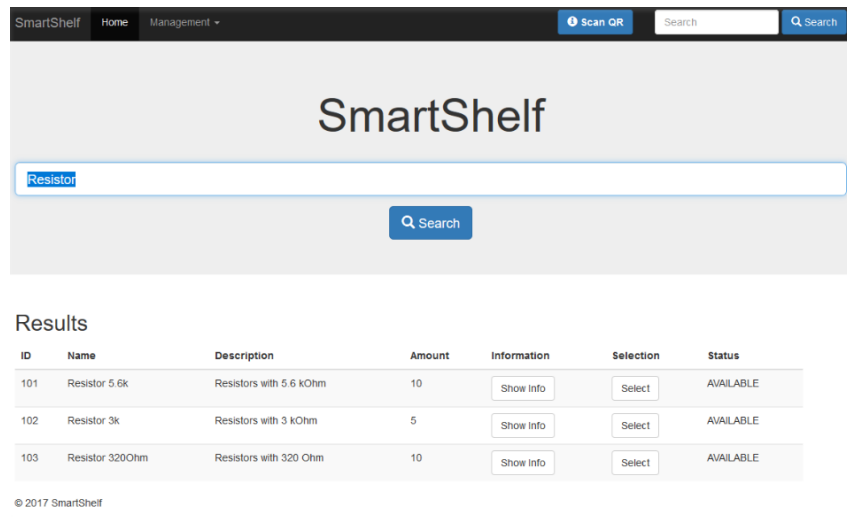 SmartShelf Home Management Scan QR Search Search
SmartShelf
Resistor
Search
Results
ID Name Description Amount Information Selection Status
101 Resistor 5.6k Resistors with 5.6 kOhm 10 Show Info Select AVAILABLE
102 Resistor 3k Resistors with 3 kOhm 5 Show Info Select AVAILABLE
103 Resistor 320Ohm Resistors with 320 Ohm 10 Show Info Select AVAILABLE
© 2017 SmartShelf